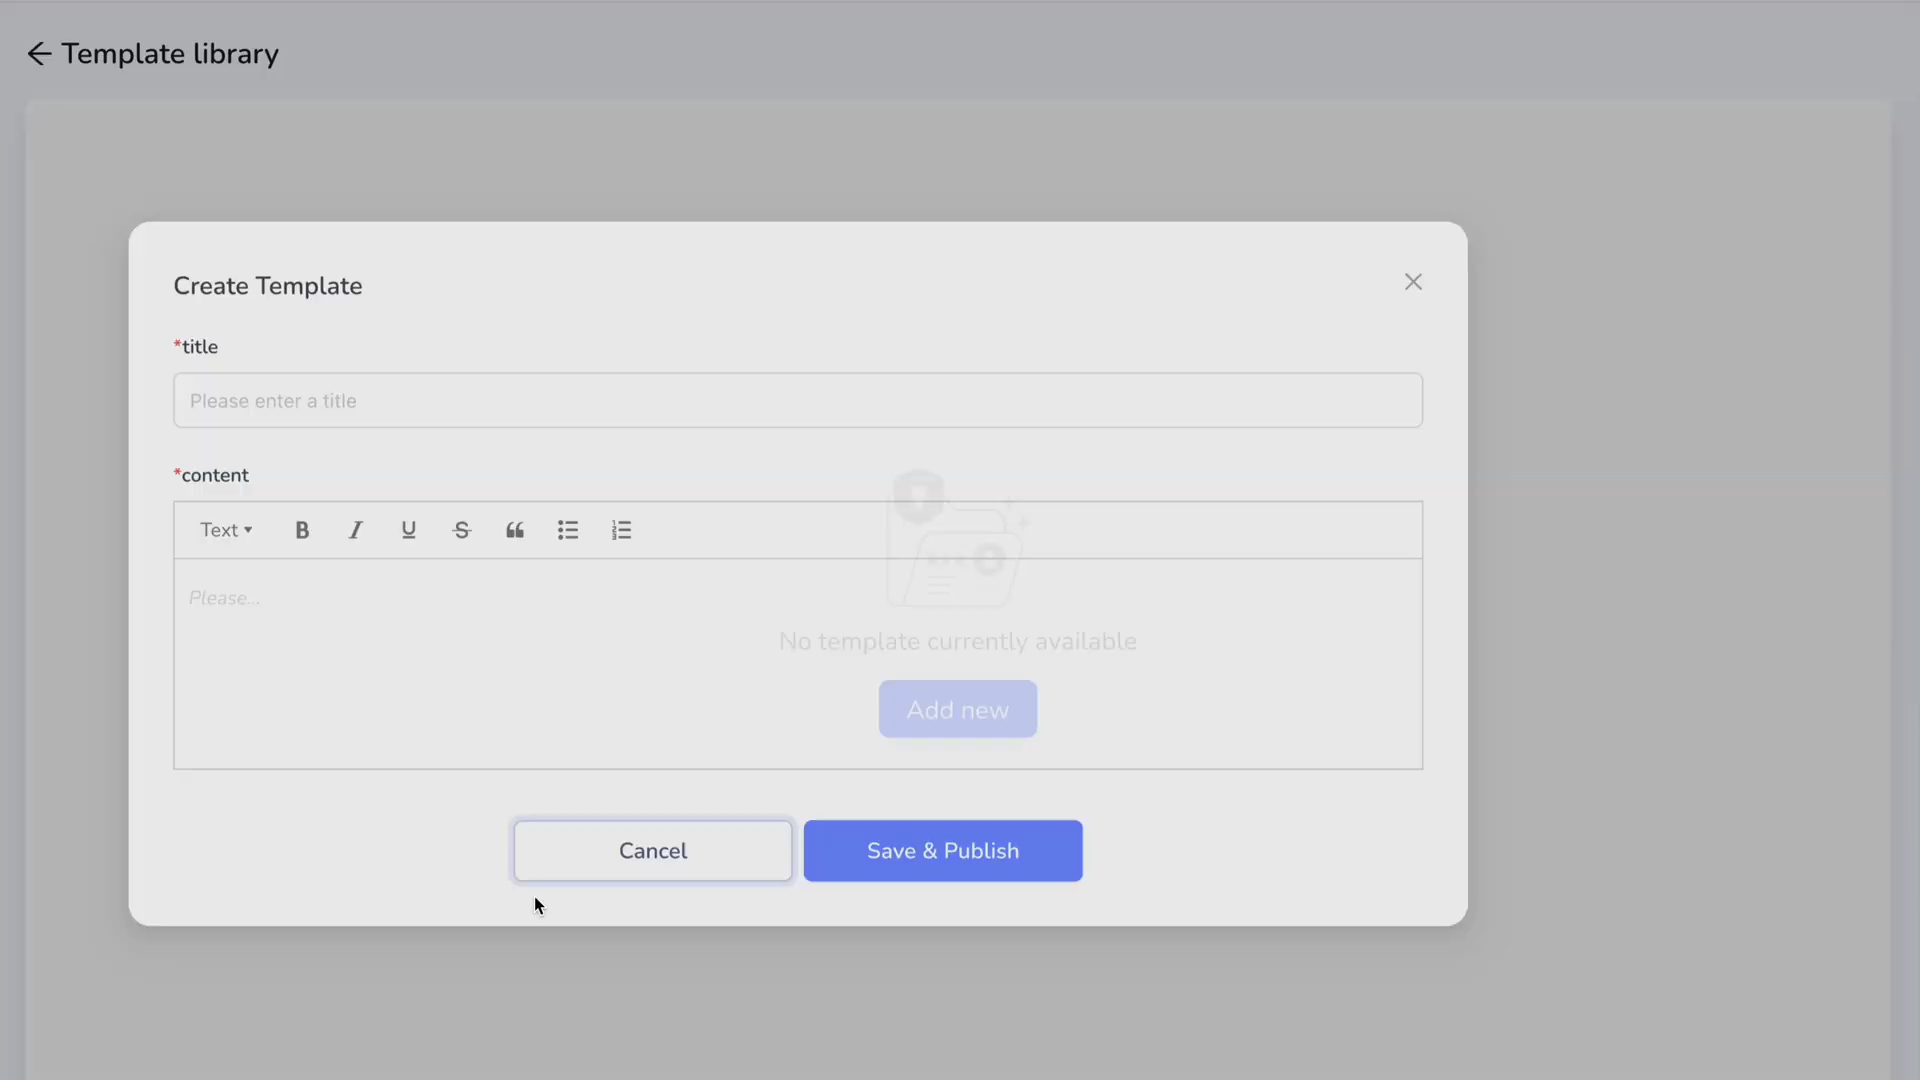 Template library
Create Template
*title
Please enter a title
*content
Text
Please...
No template currently available
Add new
Cancel
Save & Publish